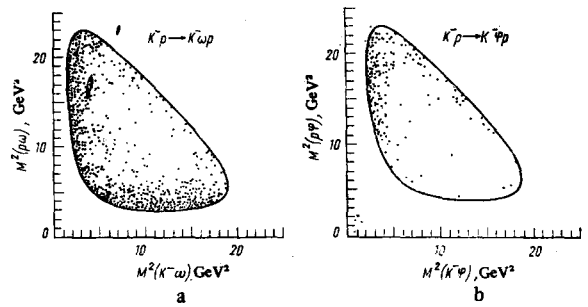 K⁻p→K⁻ωp
20
10
0
M²(pω), GeV²
10
20
M²(K⁻ω), GeV²
a
K⁻p→K⁻φp
20
10
0
M²(pφ), GeV²
10
20
M²(K⁻φ), GeV²
b